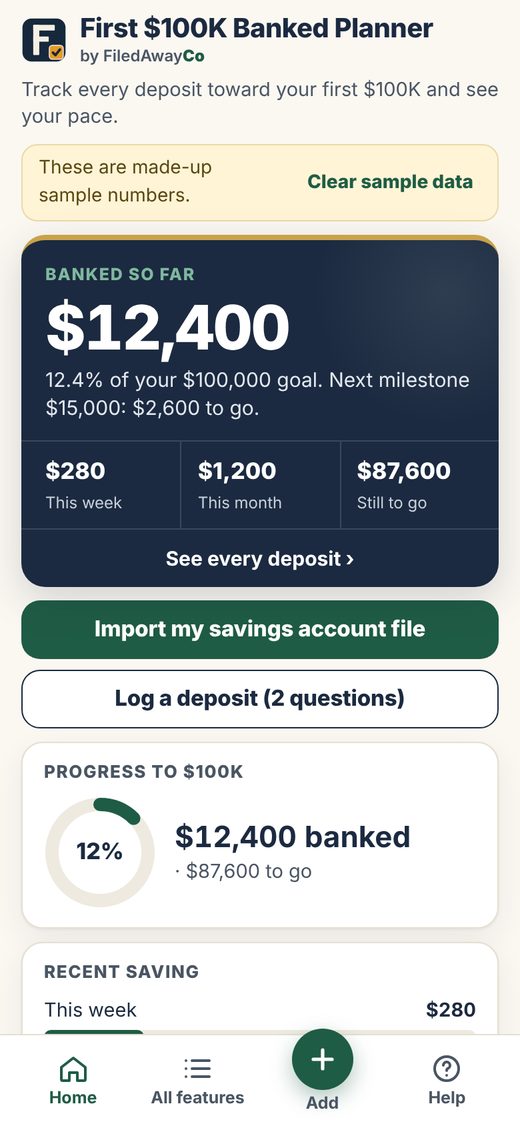 F
First $100K Banked Planner
by FiledAwayCo
Track every deposit toward your first $100K and see
your pace.
These are made-up
sample numbers.
Clear sample data
BANKED SO FAR
$12,400
12.4% of your $100,000 goal. Next milestone
$15,000: $2,600 to go.
$280
This week
$1,200
This month
$87,600
Still to go
See every deposit ›
Import my savings account file
Log a deposit (2 questions)
PROGRESS TO $100K
12%
$12,400 banked
· $87,600 to go
RECENT SAVING
This week
$280
Home
All features
Add
Help